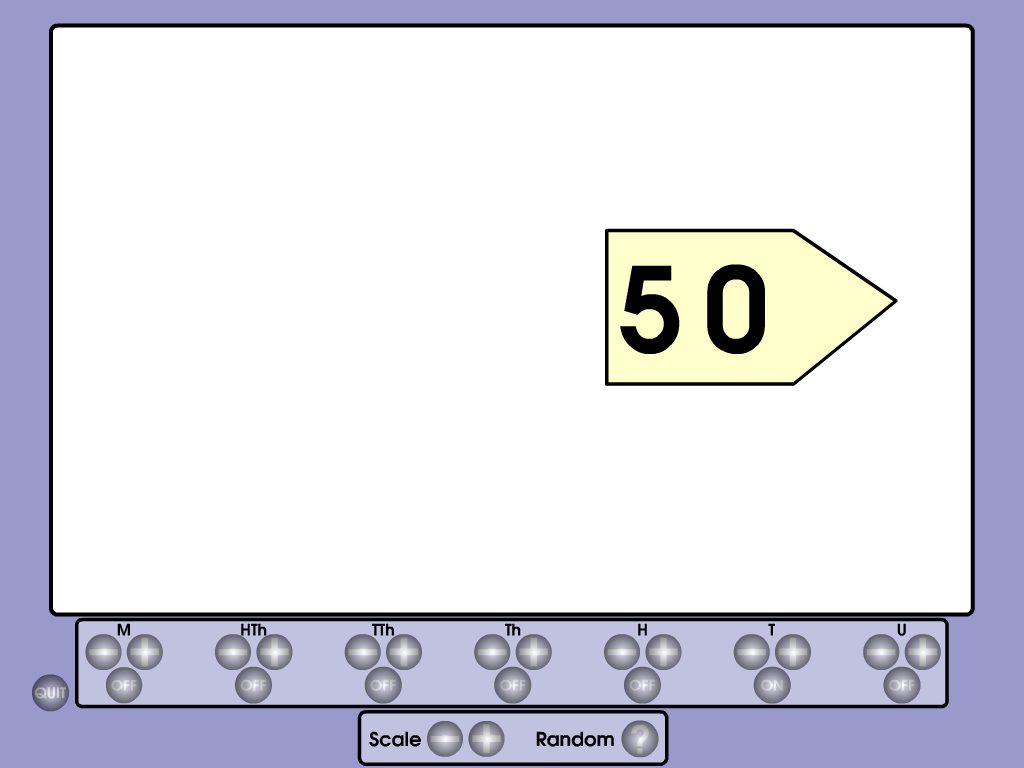 50
M HTh TTh Th H T U
OFF OFF OFF OFF OFF ON OFF
QUIT
Scale Random ?